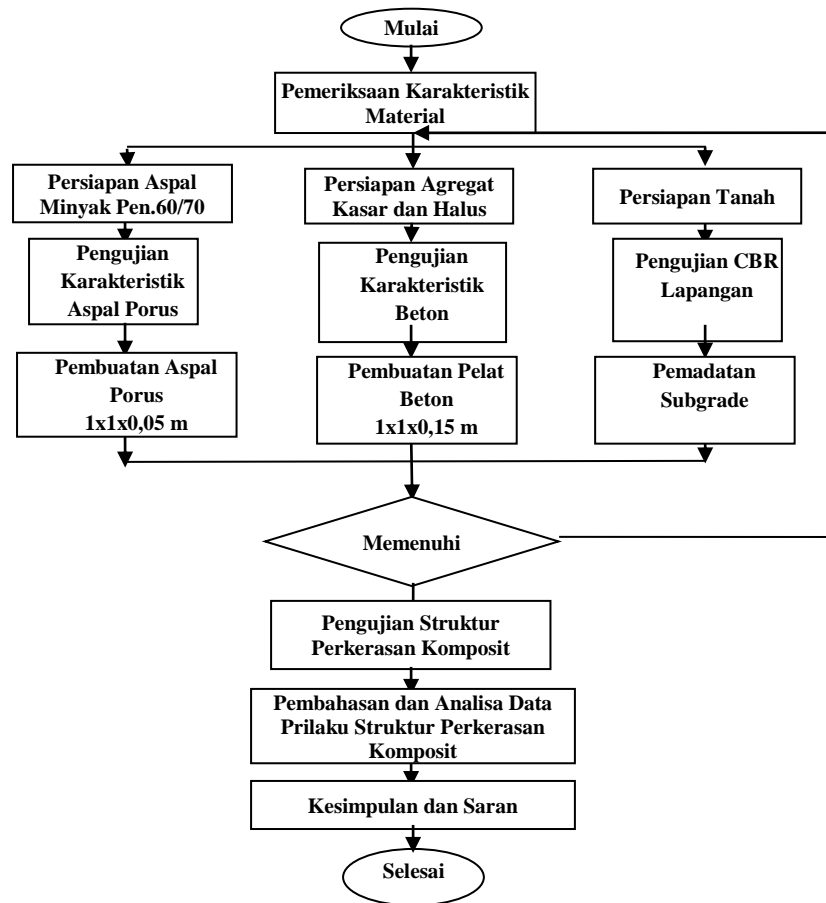 Mulai
Pemeriksaan Karakteristik
Material
Persiapan Aspal
Minyak Pen.60/70
Persiapan Agregat
Kasar dan Halus
Persiapan Tanah
Pengujian
Karakteristik
Aspal Porus
Pengujian
Karakteristik
Beton
Pengujian CBR
Lapangan
Pembuatan Aspal
Porus
1x1x0,05 m
Pembuatan Pelat
Beton
1x1x0,15 m
Pemadatan
Subgrade
Memenuhi
Pengujian Struktur
Perkerasan Komposit
Pembahasan dan Analisa Data
Prilaku Struktur Perkerasan
Komposit
Kesimpulan dan Saran
Selesai